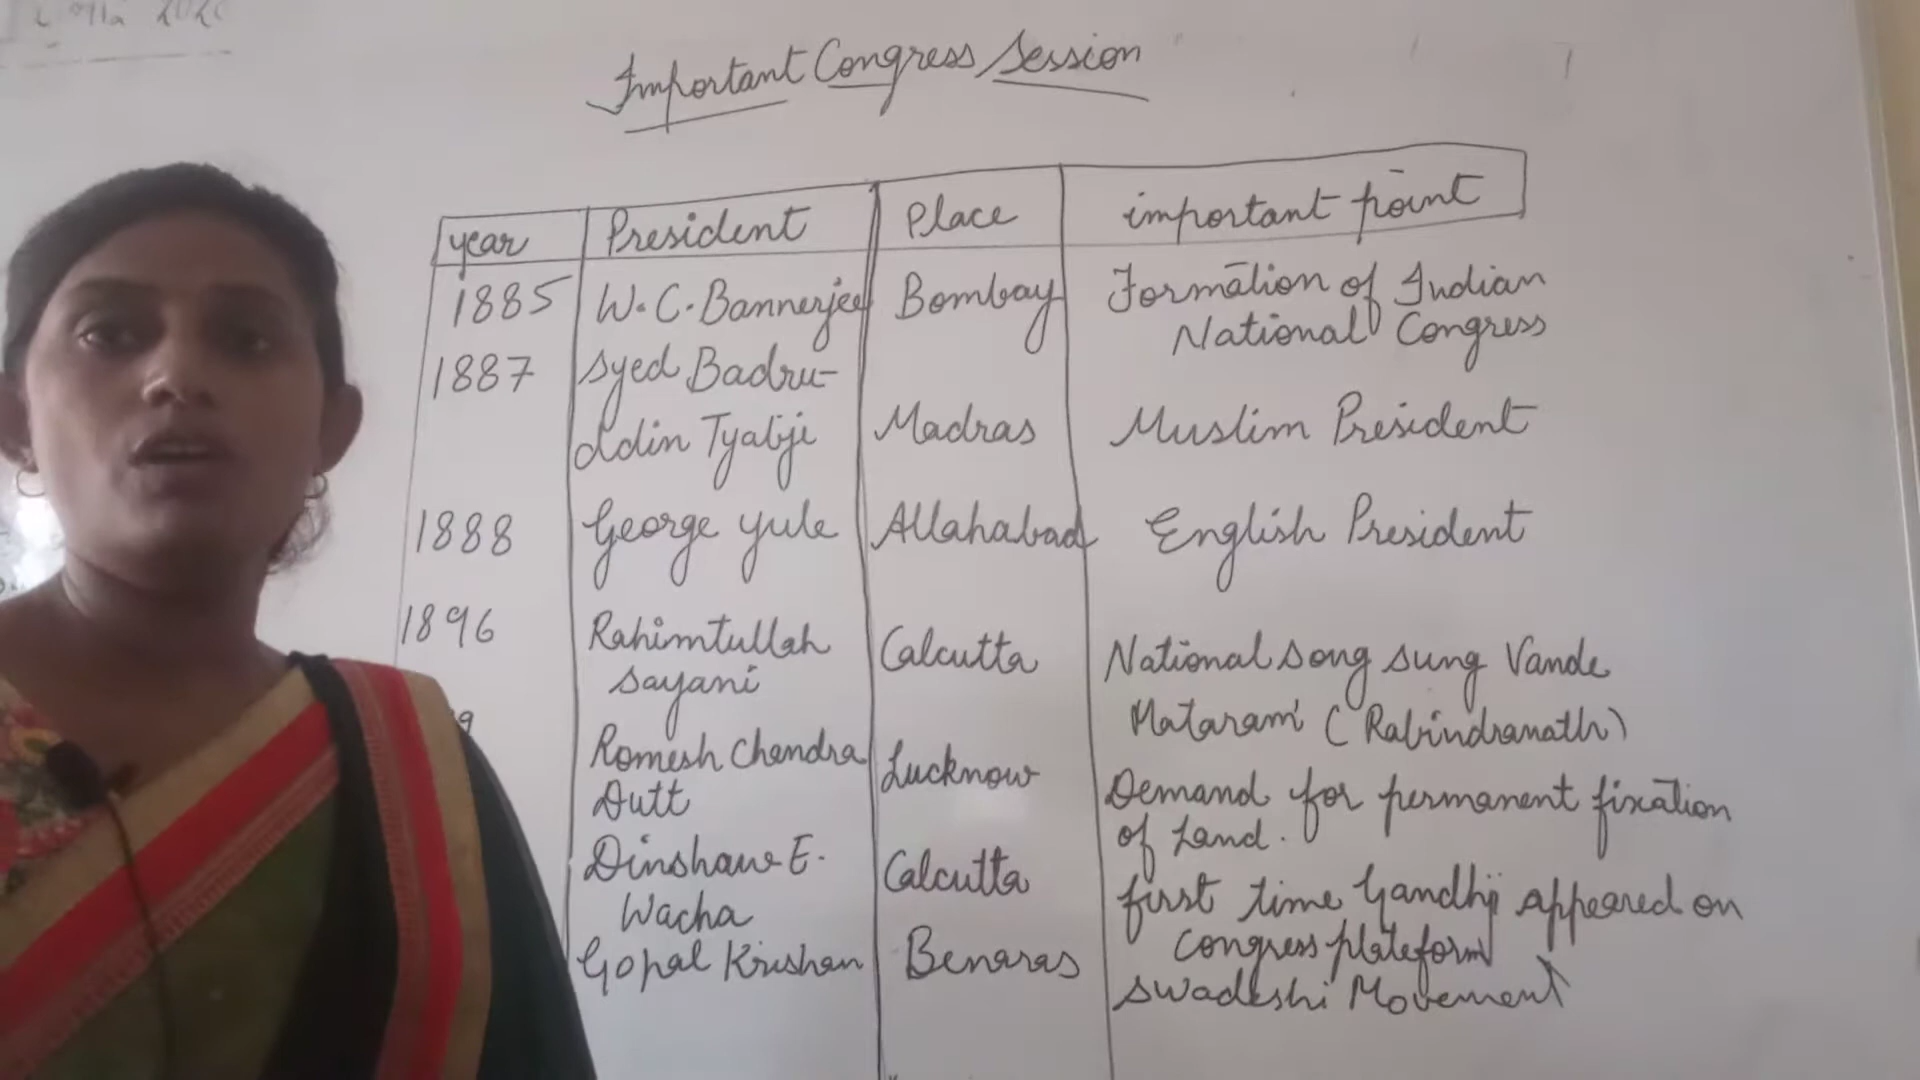 Important Congress Session
year President Place important point
1885 W.C. Bannerjee Bombay Formation of Indian
National Congress
1887 Syed Badru-
ddin Tyabji Madras Muslim President
1888 George Yule Allahabad English President
1896 Rahimtullah Calcutta National song sung Vande
Sayani Mataram (Rabindranath)
Romesh Chandra Lucknow Demand for permanent fixation
Dutt of Land.
Dinshaw E. Calcutta first time Gandhiji appeared on
Wacha congress plateform
Gopal Krishan Benaras Swadeshi Movement